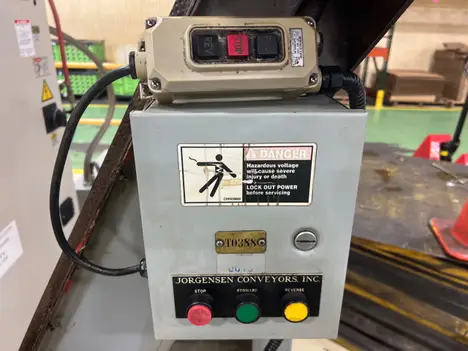 STOP
DANGER
Hazardous voltage
will cause severe
injury or death
LOCK OUT POWER
before servicing
T0388
JORGENSEN CONVEYORS, INC.
STOP
FORWARD
REVERSE